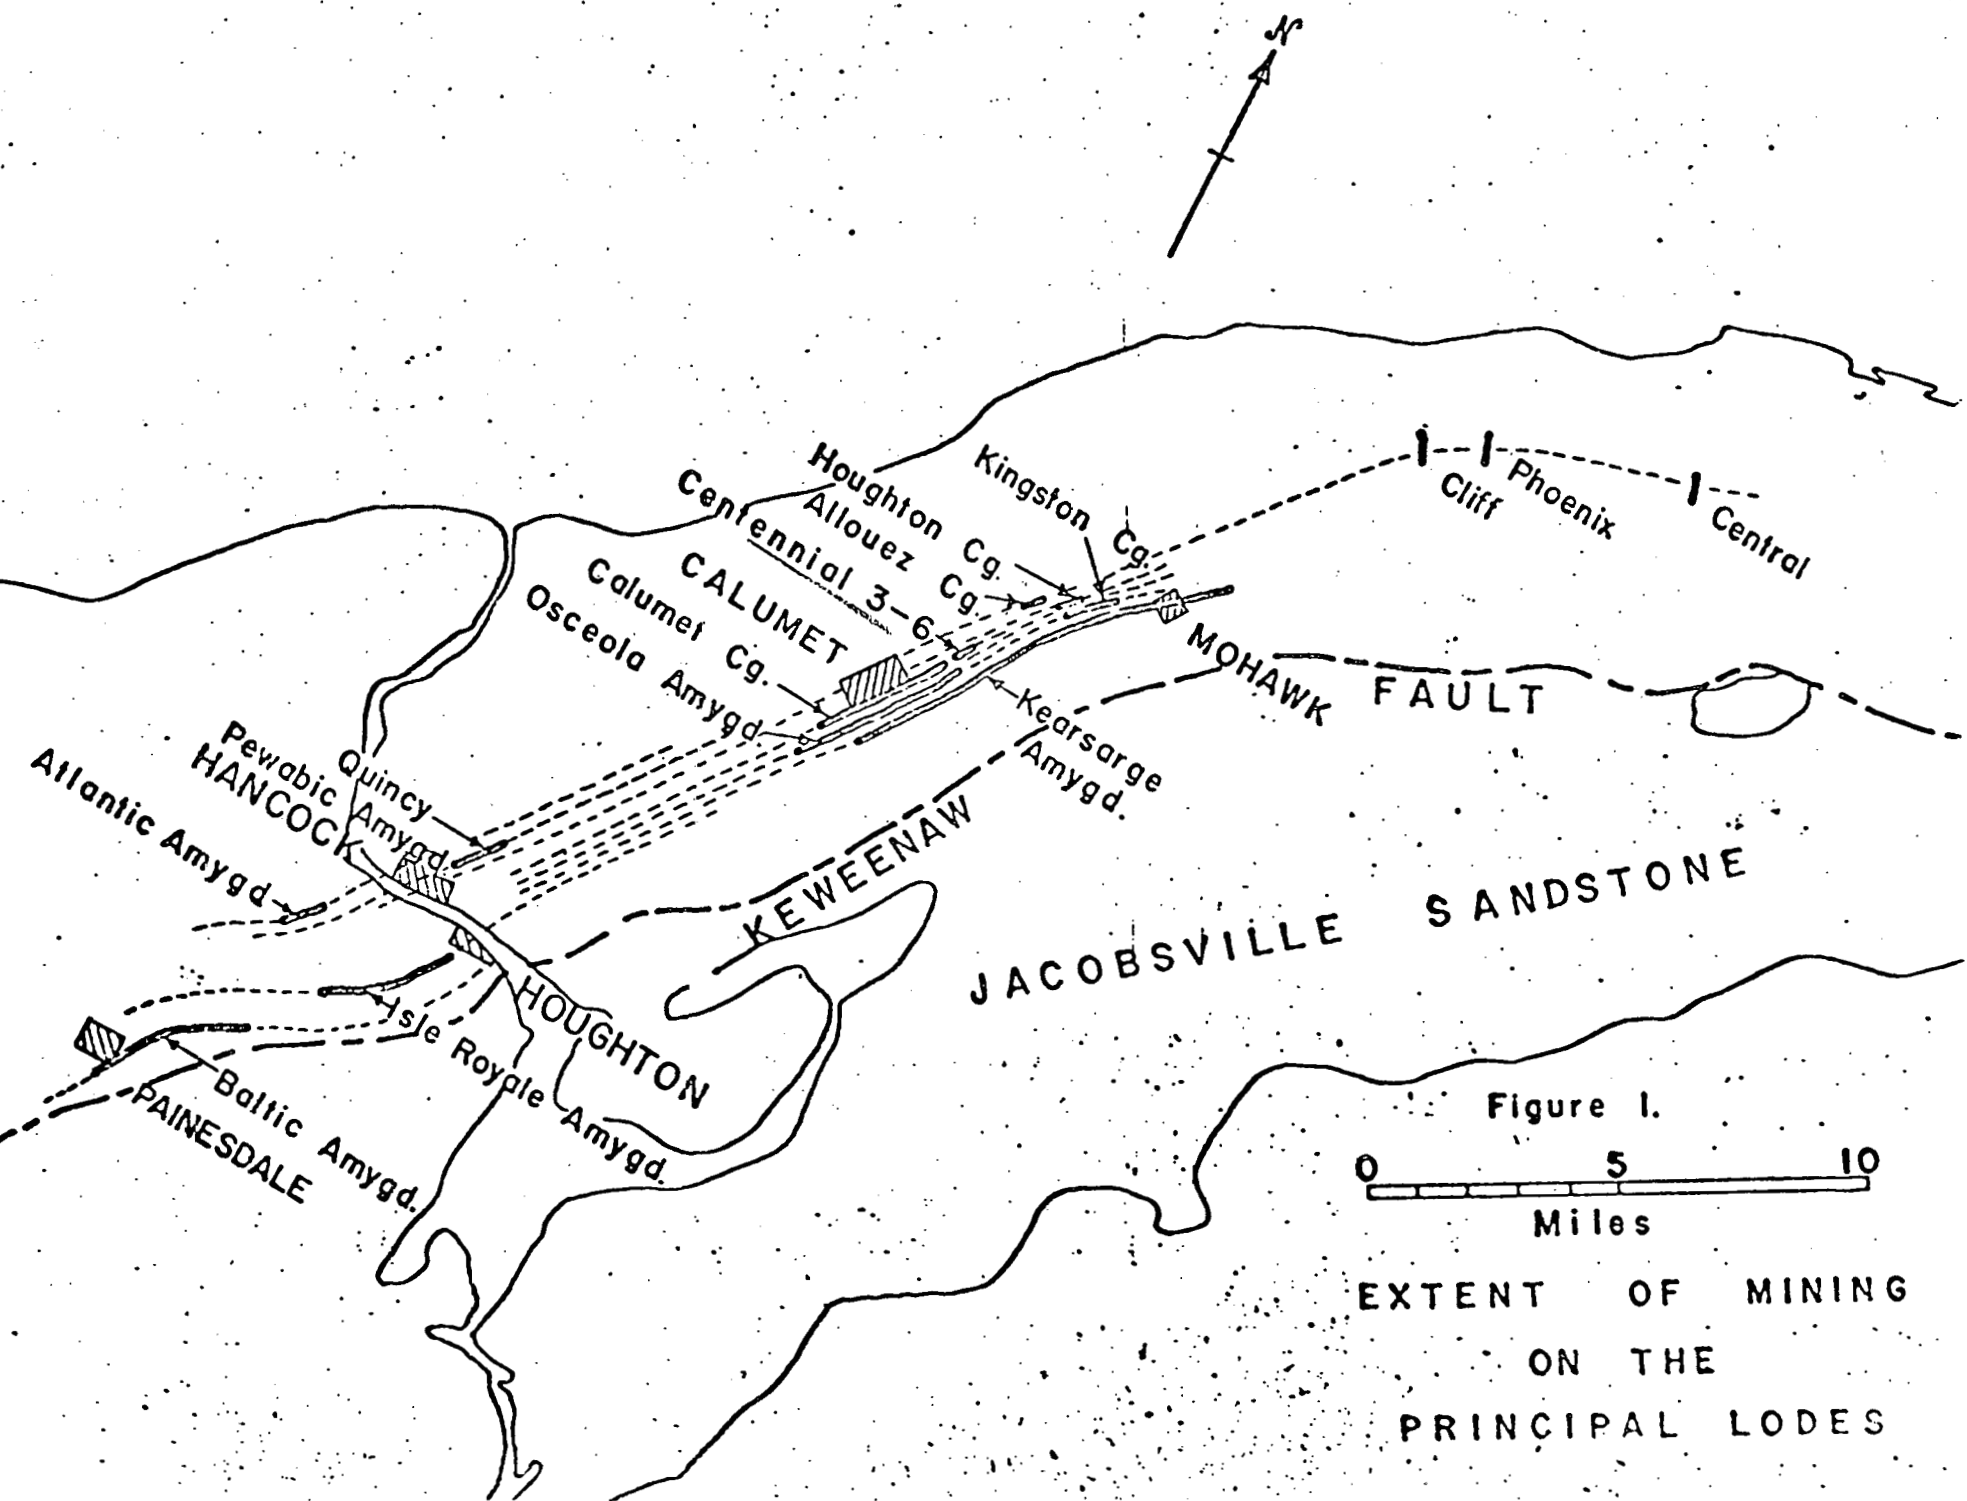 N
Houghton Cg.
Kingston Cg.
Allouez Cg.
Centennial 3-6
CALUMET
Calumet Cg.
Osceola Amygd.
Cliff
Phoenix
Central
MOHAWK
FAULT
Kearsarge
Amygd.
Quincy
Pewabic Amygd.
HANCOCK
Atlantic Amygd
KEWEENAW
JACOBSVILLE SANDSTONE
HOUGHTON
Isle Royale Amygd.
Baltic Amygd.
PAINESDALE
Figure 1.
0 5 10
Miles
EXTENT OF MINING
ON THE
PRINCIPAL LODES